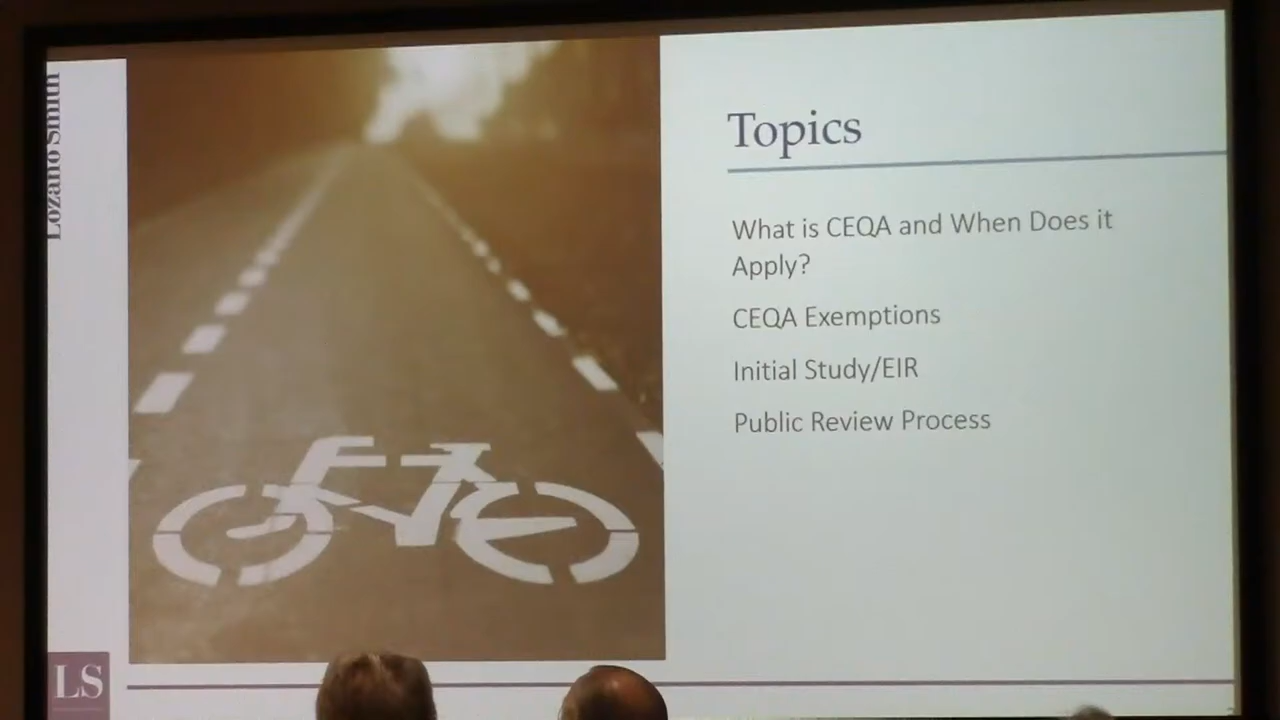 Lozano Smith
Topics
What is CEQA and When Does it
Apply?
CEQA Exemptions
Initial Study/EIR
Public Review Process
LS